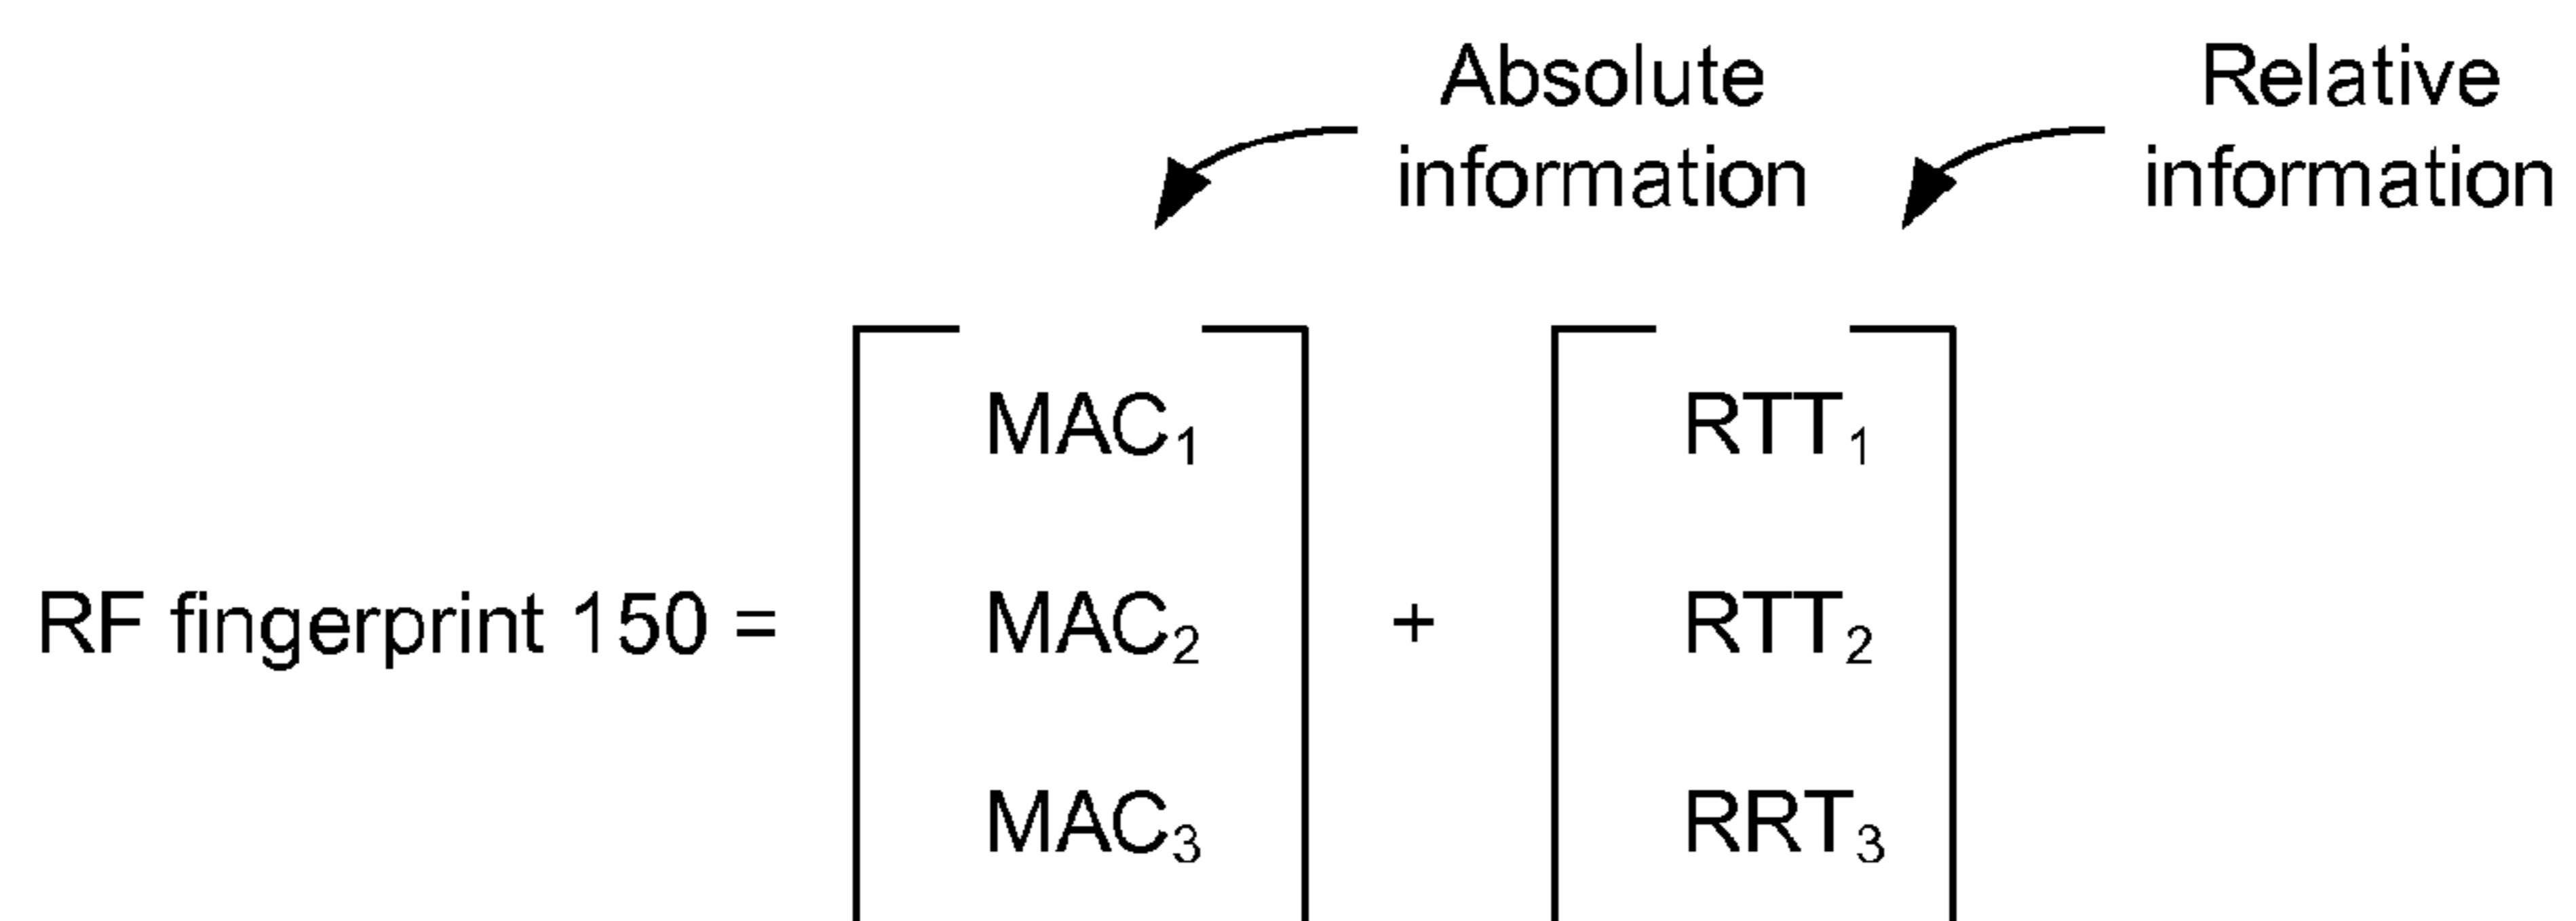 Absolute information
Relative information
MAC₁ RTT₁
RF fingerprint 150 = MAC₂ + RTT₂
MAC₃ RRT₃